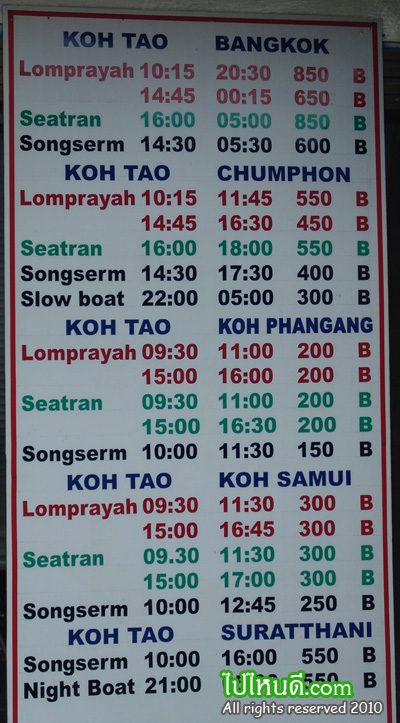 KOH TAO BANGKOK
Lomprayah 10:15 20:30 850 B
14:45 00:15 650 B
Seatran 16:00 05:00 850 B
Songserm 14:30 05:30 600 B
KOH TAO CHUMPHON
Lomprayah 10:15 11:45 550 B
14:45 16:30 450 B
Seatran 16:00 18:00 550 B
Songserm 14:30 17:30 400 B
Slow boat 22:00 05:00 300 B
KOH TAO KOH PHANGANG
Lomprayah 09:30 11:00 200 B
15:00 16:00 200 B
Seatran 09:30 11:00 200 B
15:00 16:30 200 B
Songserm 10:00 11:30 150 B
KOH TAO KOH SAMUI
Lomprayah 09:30 11:30 300 B
15:00 16:45 300 B
Seatran 09.30 11:30 300 B
15:00 17:00 300 B
Songserm 10:00 12:45 250 B
KOH TAO SURATTHANI
Songserm 10:00 16:00 550 B
Night Boat 21:00 550 B
ไปไหนดี.com
All rights reserved 2010